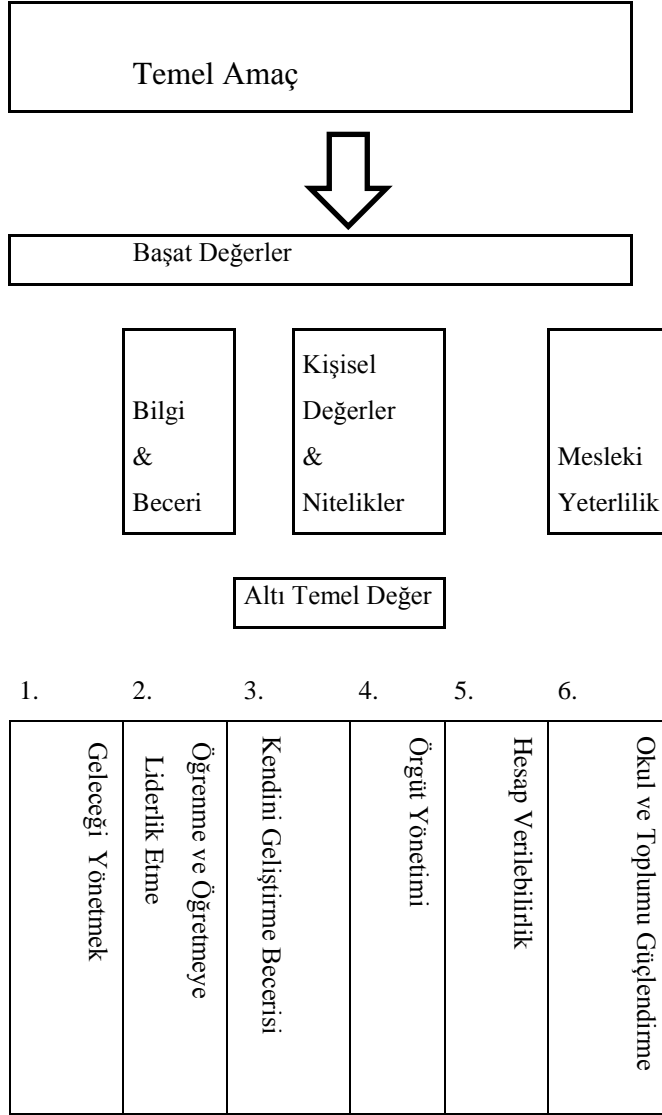 Temel Amaç
Başat Değerler
Bilgi
&
Beceri
Kişisel
Değerler
&
Nitelikler
Mesleki
Yeterlilik
Altı Temel Değer
1. 2. 3. 4. 5. 6.
Geleceği Yönetmek
Öğrenme ve Öğretmeye
Liderlik Etme
Kendini Geliştirme Becerisi
Örgüt Yönetimi
Hesap Verilebilirlik
Okul ve Toplumu Güçlendirme